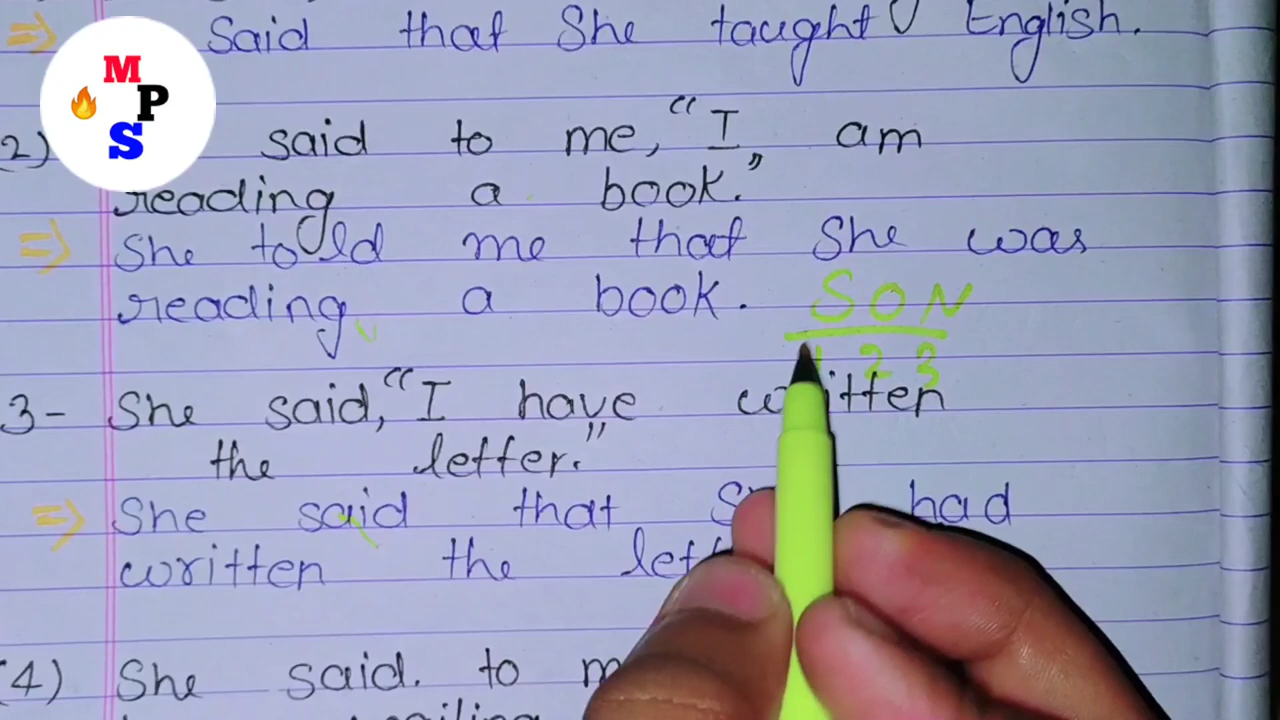 => said that She taught English.
M P S
2) said to me, "I am
reading a book."
=> She told me that She was
reading a book. SON
1 2 3
3- She said, "I have written
the letter."
=> She said that had
written the
(4) She said. to